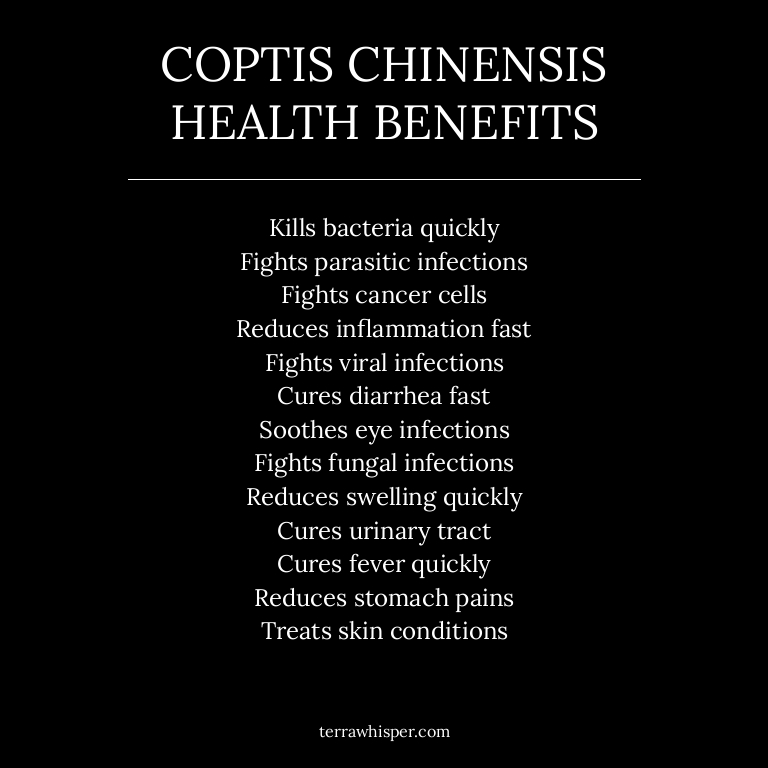 COPTIS CHINENSIS
HEALTH BENEFITS
Kills bacteria quickly
Fights parasitic infections
Fights cancer cells
Reduces inflammation fast
Fights viral infections
Cures diarrhea fast
Soothes eye infections
Fights fungal infections
Reduces swelling quickly
Cures urinary tract
Cures fever quickly
Reduces stomach pains
Treats skin conditions
terrawhisper.com